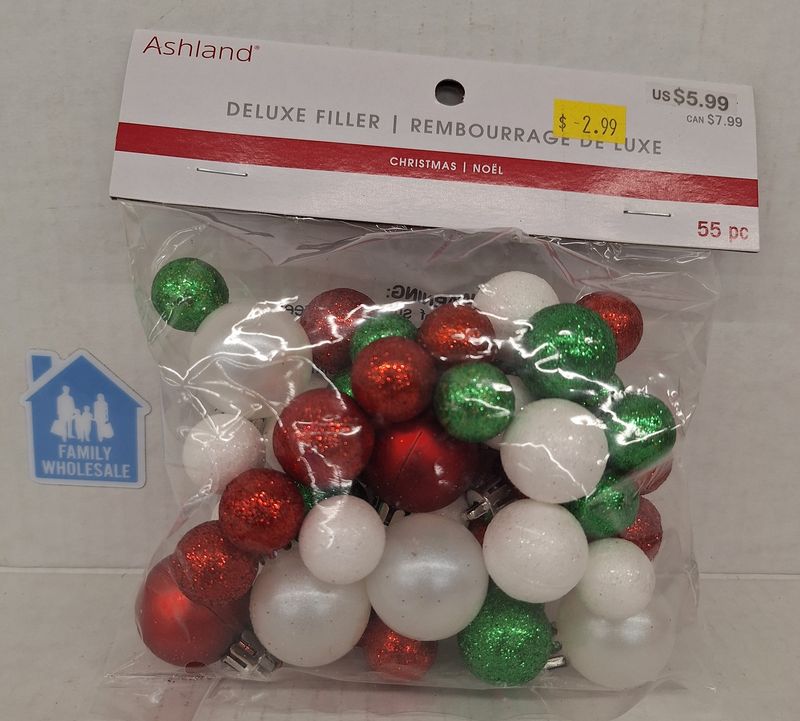 Ashland®
US $5.99
CAN $7.99
DELUXE FILLER | REMBOURRAGE DE LUXE
$ -2.99
CHRISTMAS | NOËL
55 pc
WARNING:
FAMILY
WHOLESALE